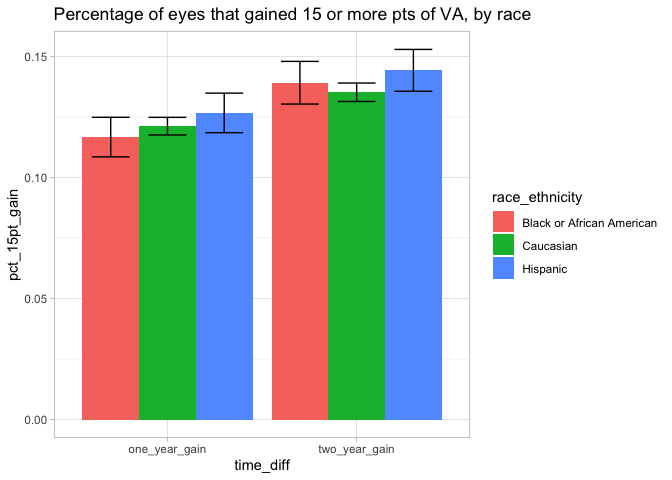 Percentage of eyes that gained 15 or more pts of VA, by race
pct_15pt_gain
0.15
0.10
0.05
0.00
one_year_gain
two_year_gain
time_diff
race_ethnicity
Black or African American
Caucasian
Hispanic